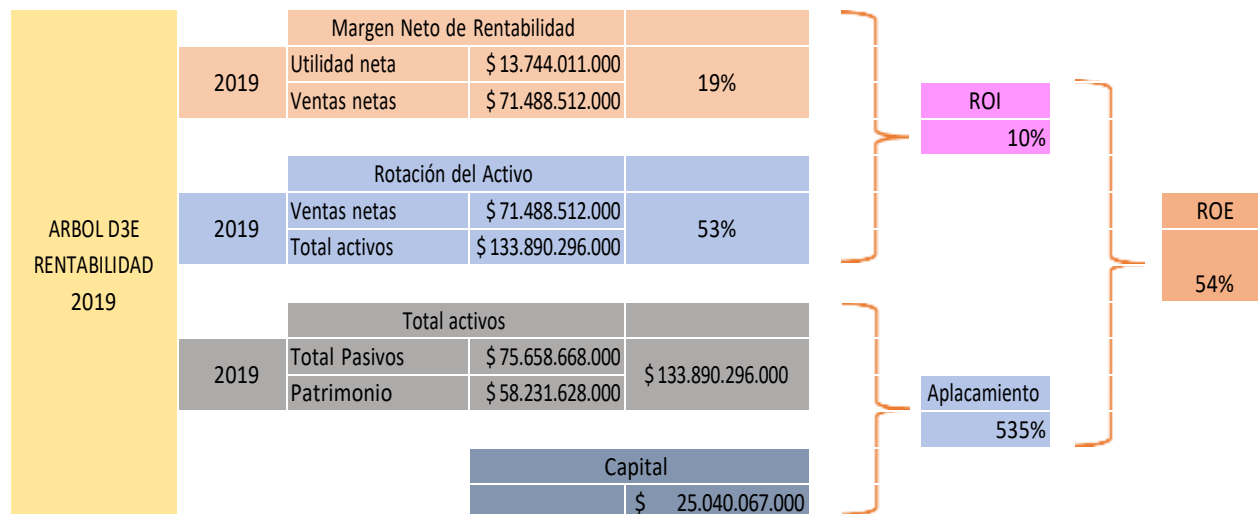 ARBOL D3E
RENTABILIDAD
2019
Margen Neto de Rentabilidad
2019
Utilidad neta $ 13.744.011.000
Ventas netas $ 71.488.512.000
19%
Rotación del Activo
2019
Ventas netas $ 71.488.512.000
Total activos $ 133.890.296.000
53%
Total activos
2019
Total Pasivos $ 75.658.668.000
Patrimonio $ 58.231.628.000
$ 133.890.296.000
Capital
$ 25.040.067.000
ROI
10%
Aplacamiento
535%
ROE
54%